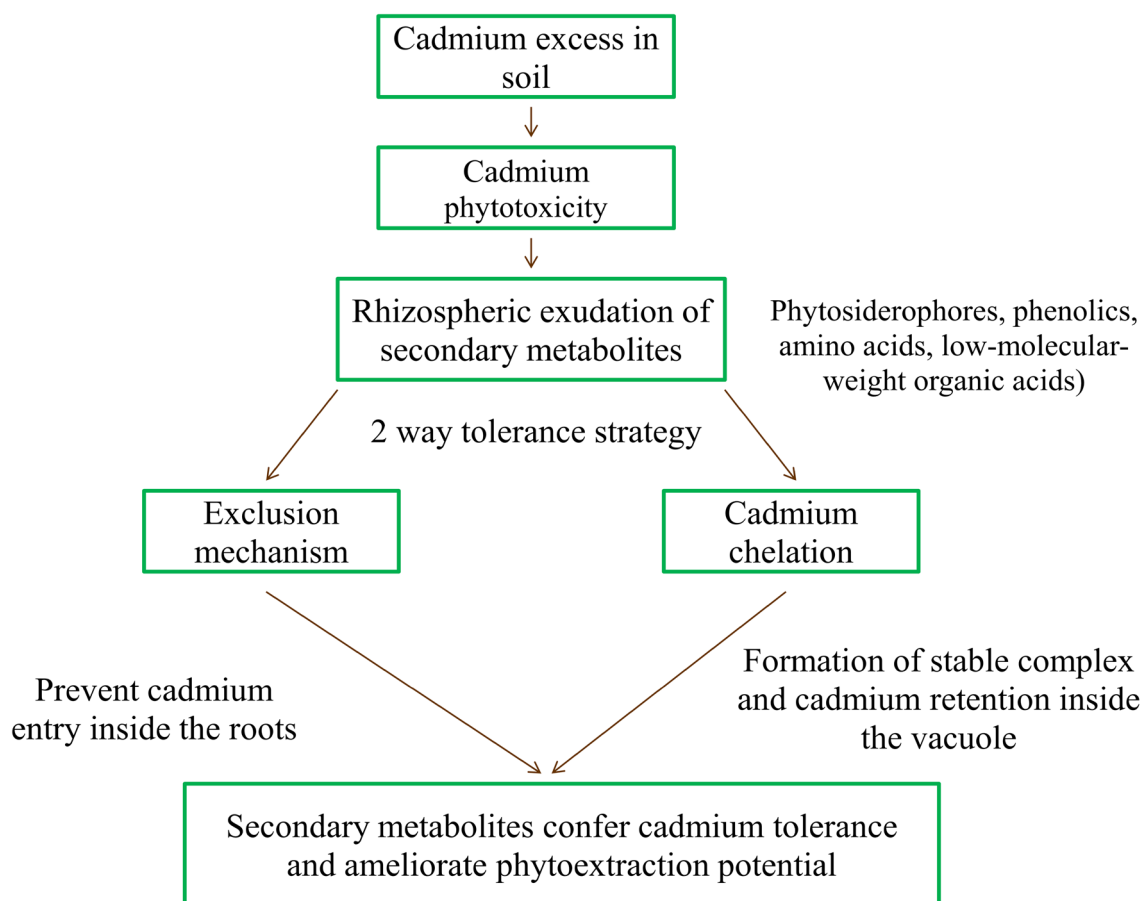 Cadmium excess in
soil
Cadmium
phytotoxicity
Rhizospheric exudation of
secondary metabolites
Phytosiderophores, phenolics,
amino acids, low-molecular-
weight organic acids)
2 way tolerance strategy
Exclusion
mechanism
Cadmium
chelation
Prevent cadmium
entry inside the roots
Formation of stable complex
and cadmium retention inside
the vacuole
Secondary metabolites confer cadmium tolerance
and ameliorate phytoextraction potential